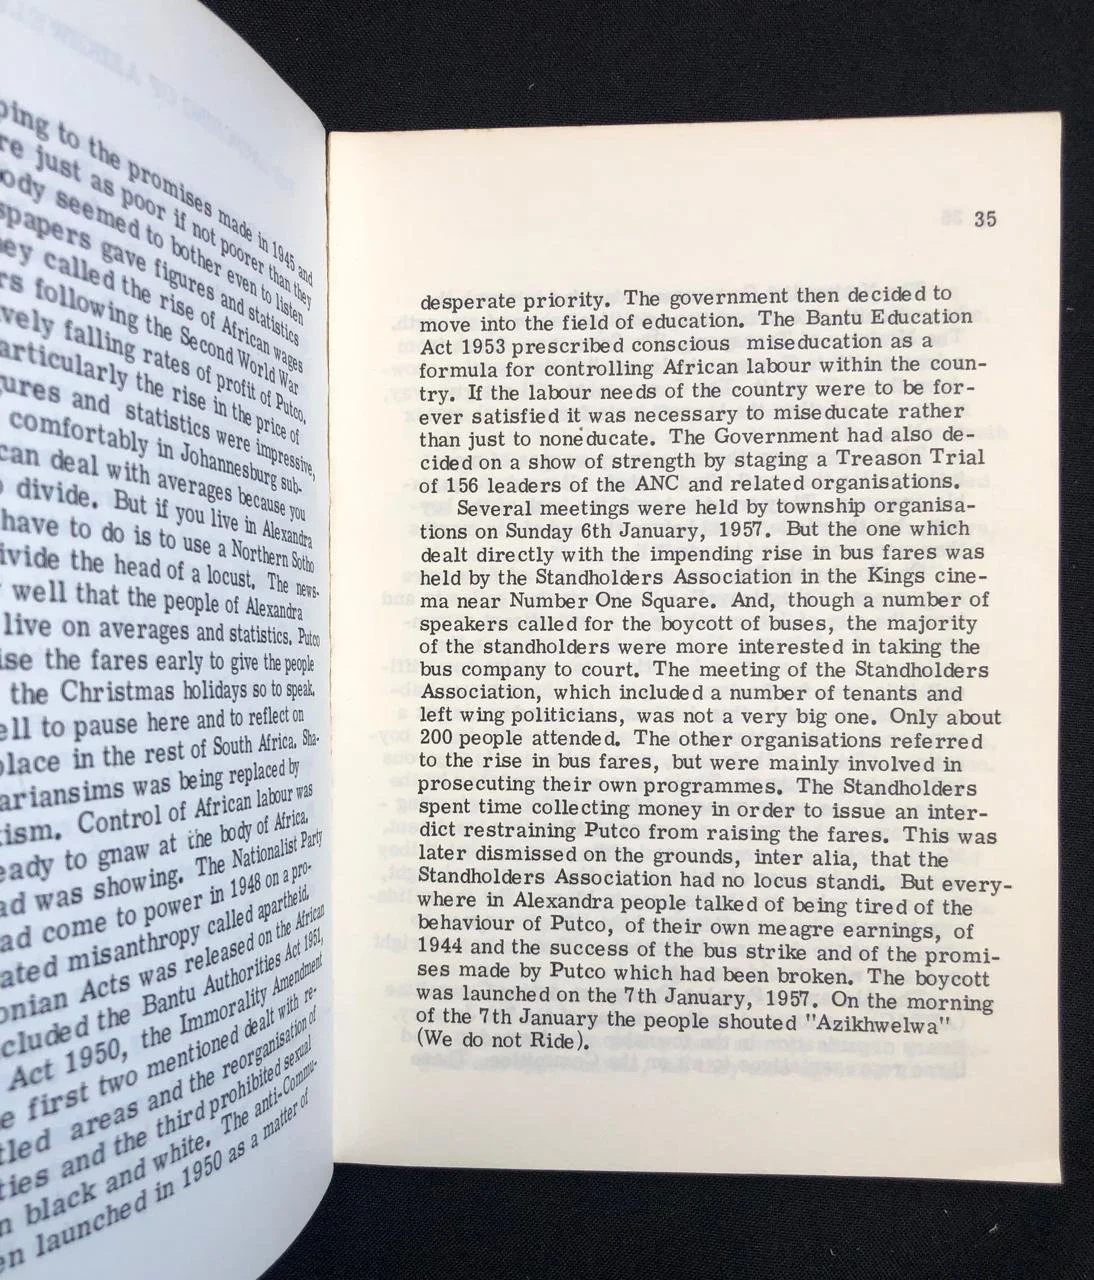 to the promises made in 1945 and
just as poor if not poorer than they
seemed to bother even to listen
gave figures and statistics
called the rise of African wages
following the Second World War
falling rates of profit of Putco,
the rise in the price of
and statistics were impressive,
comfortably in Johannesburg sub-
can deal with averages because you
divide. But if you live in Alexandra
have to do is to use a Northern Sotho
the head of a locust. The news-
well that the people of Alexandra
live on averages and statistics. Putco
the fares early to give the people
the Christmas holidays so to speak.
to pause here and to reflect on
place in the rest of South Africa. Sha-
was being replaced by
Control of African labour was
to gnaw at the body of Africa.
was showing. The Nationalist Party
come to power in 1948 on a pro-
misanthropy called apartheid.
Acts was released on the African
the Bantu Authorities Act 1951,
Act 1950, the Immorality Amendment
first two mentioned dealt with re-
areas and the reorganisation of
and the third prohibited sexual
black and white. The anti-Commu-
launched in 1950 as a matter of
35
desperate priority. The government then decided to
move into the field of education. The Bantu Education
Act 1953 prescribed conscious miseducation as a
formula for controlling African labour within the coun-
try. If the labour needs of the country were to be for-
ever satisfied it was necessary to miseducate rather
than just to noneducate. The Government had also de-
cided on a show of strength by staging a Treason Trial
of 156 leaders of the ANC and related organisations.
Several meetings were held by township organisa-
tions on Sunday 6th January, 1957. But the one which
dealt directly with the impending rise in bus fares was
held by the Standholders Association in the Kings cine-
ma near Number One Square. And, though a number of
speakers called for the boycott of buses, the majority
of the standholders were more interested in taking the
bus company to court. The meeting of the Standholders
Association, which included a number of tenants and
left wing politicians, was not a very big one. Only about
200 people attended. The other organisations referred
to the rise in bus fares, but were mainly involved in
prosecuting their own programmes. The Standholders
spent time collecting money in order to issue an inter-
dict restraining Putco from raising the fares. This was
later dismissed on the grounds, inter alia, that the
Standholders Association had no locus standi. But every-
where in Alexandra people talked of being tired of the
behaviour of Putco, of their own meagre earnings, of
1944 and the success of the bus strike and of the promi-
ses made by Putco which had been broken. The boycott
was launched on the 7th January, 1957. On the morning
of the 7th January the people shouted "Azikhwelwa"
(We do not Ride).